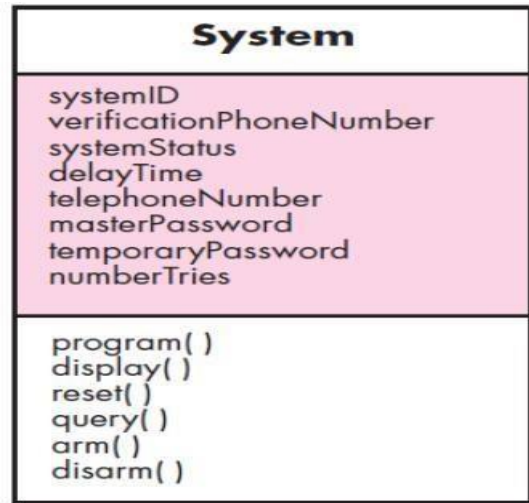 System
systemID
verificationPhoneNumber
systemStatus
delayTime
telephoneNumber
masterPassword
temporaryPassword
numberTries
program( )
display( )
reset( )
query( )
arm( )
disarm( )